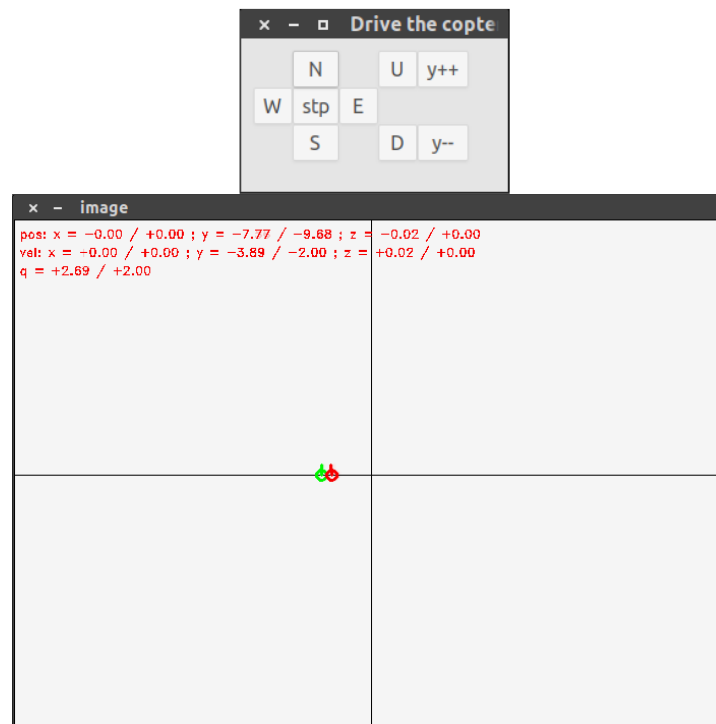 Drive the copte
N U y++
W stp E
S D y--
image
pos: x = -0.00 / +0.00 ; y = -7.77 / -9.68 ; z = -0.02 / +0.00
vel: x = -0.00 / +0.00 ; y = -3.89 / -2.00 ; z = +0.02 / +0.00
q = +2.69 / +2.00